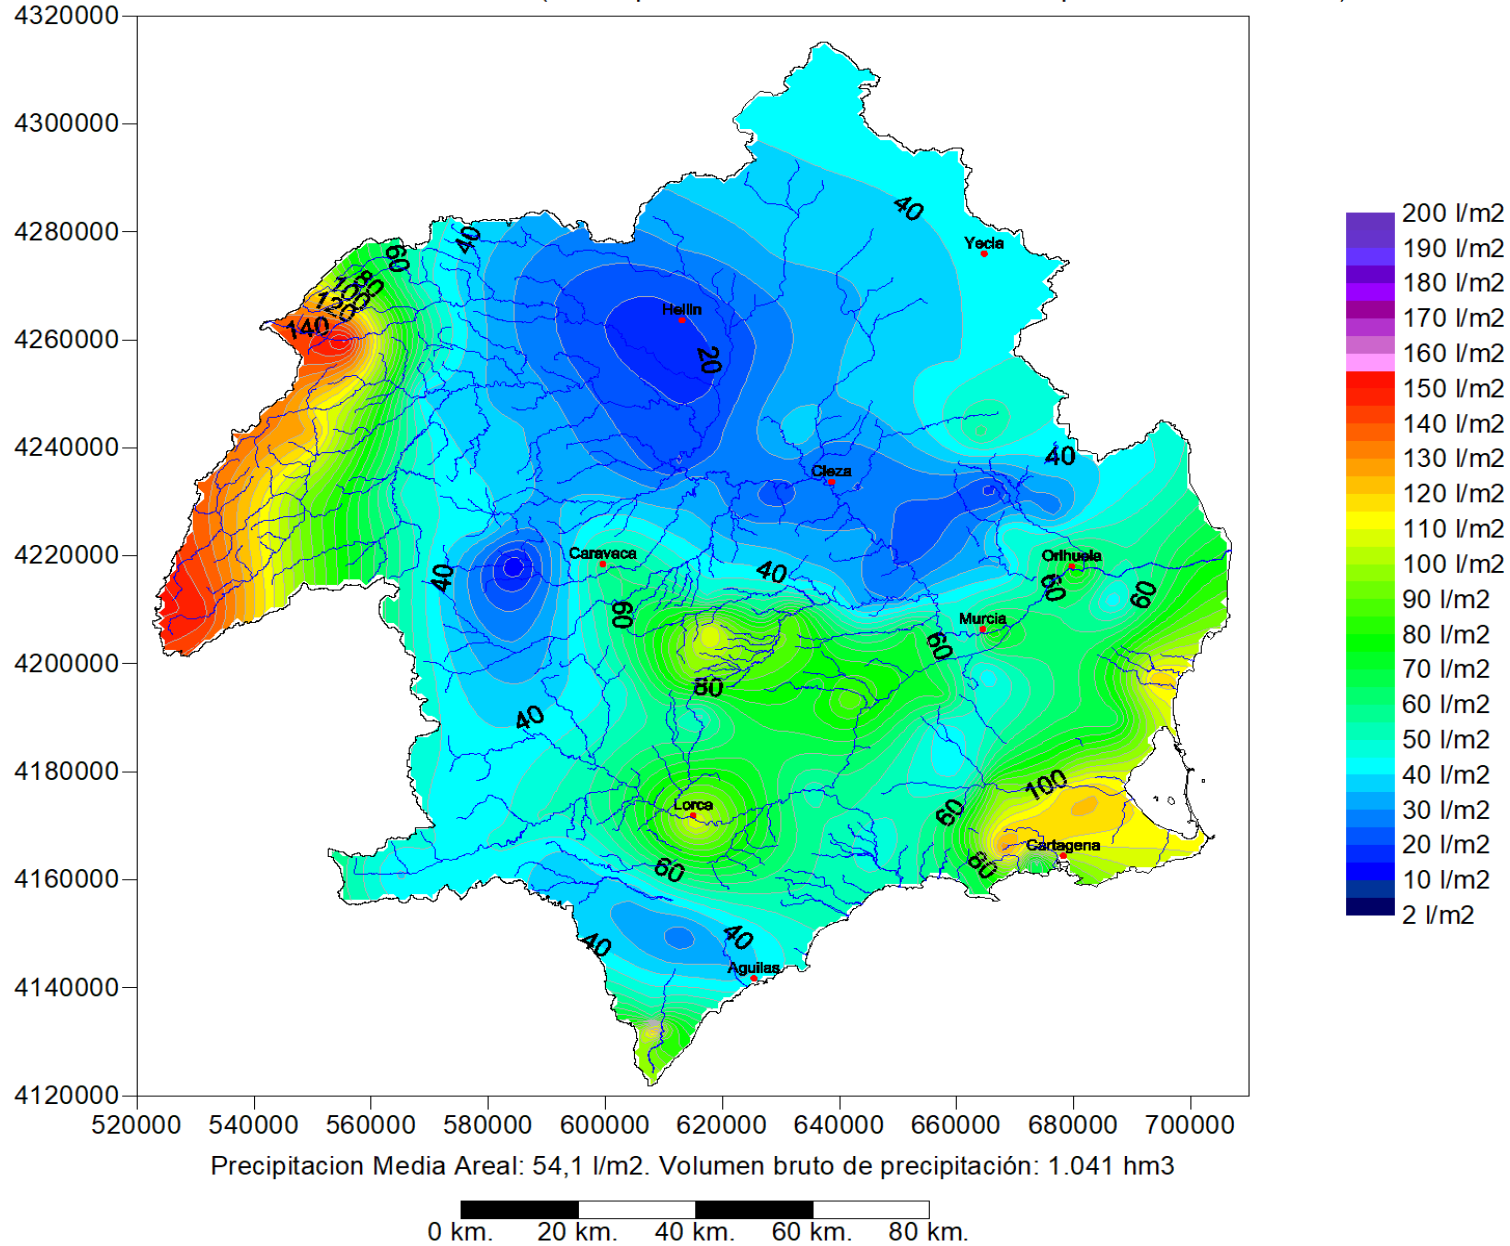 4320000
4300000
4280000
4260000
4240000
4220000
4200000
4180000
4160000
4140000
4120000
520000 540000 560000 580000 600000 620000 640000 660000 680000 700000
40
Yecla
40
60
80
100
120
140
Hellin
20
Cieza
40
Caravaca
40
40
Orihuela
60
60
60
Murcia
60
80
40
100
Lorca
60
Cartagena
80
60
40
40
Aguilas
200 l/m2
190 l/m2
180 l/m2
170 l/m2
160 l/m2
150 l/m2
140 l/m2
130 l/m2
120 l/m2
110 l/m2
100 l/m2
90 l/m2
80 l/m2
70 l/m2
60 l/m2
50 l/m2
40 l/m2
30 l/m2
20 l/m2
10 l/m2
2 l/m2
Precipitacion Media Areal: 54,1 l/m2. Volumen bruto de precipitación: 1.041 hm3
0 km. 20 km. 40 km. 60 km. 80 km.